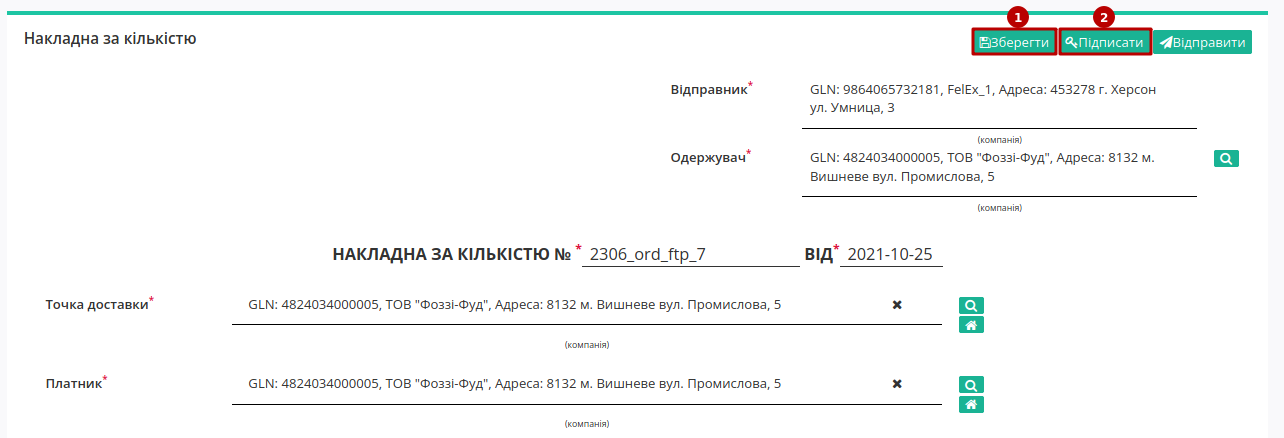 1 2
Накладна за кількістю
Зберегти Підписати Відправити
Відправник* GLN: 9864065732181, FelEx_1, Адреса: 453278 г. Херсон
ул. Умница, 3
(компанія)
Одержувач* GLN: 4824034000005, ТОВ "Фоззі-Фуд", Адреса: 8132 м.
Вишневе вул. Промислова, 5
(компанія)
НАКЛАДНА ЗА КІЛЬКІСТЮ № * 2306_ord_ftp_7 ВІД* 2021-10-25
Точка доставки* GLN: 4824034000005, ТОВ "Фоззі-Фуд", Адреса: 8132 м. Вишневе вул. Промислова, 5
(компанія)
Платник* GLN: 4824034000005, ТОВ "Фоззі-Фуд", Адреса: 8132 м. Вишневе вул. Промислова, 5
(компанія)